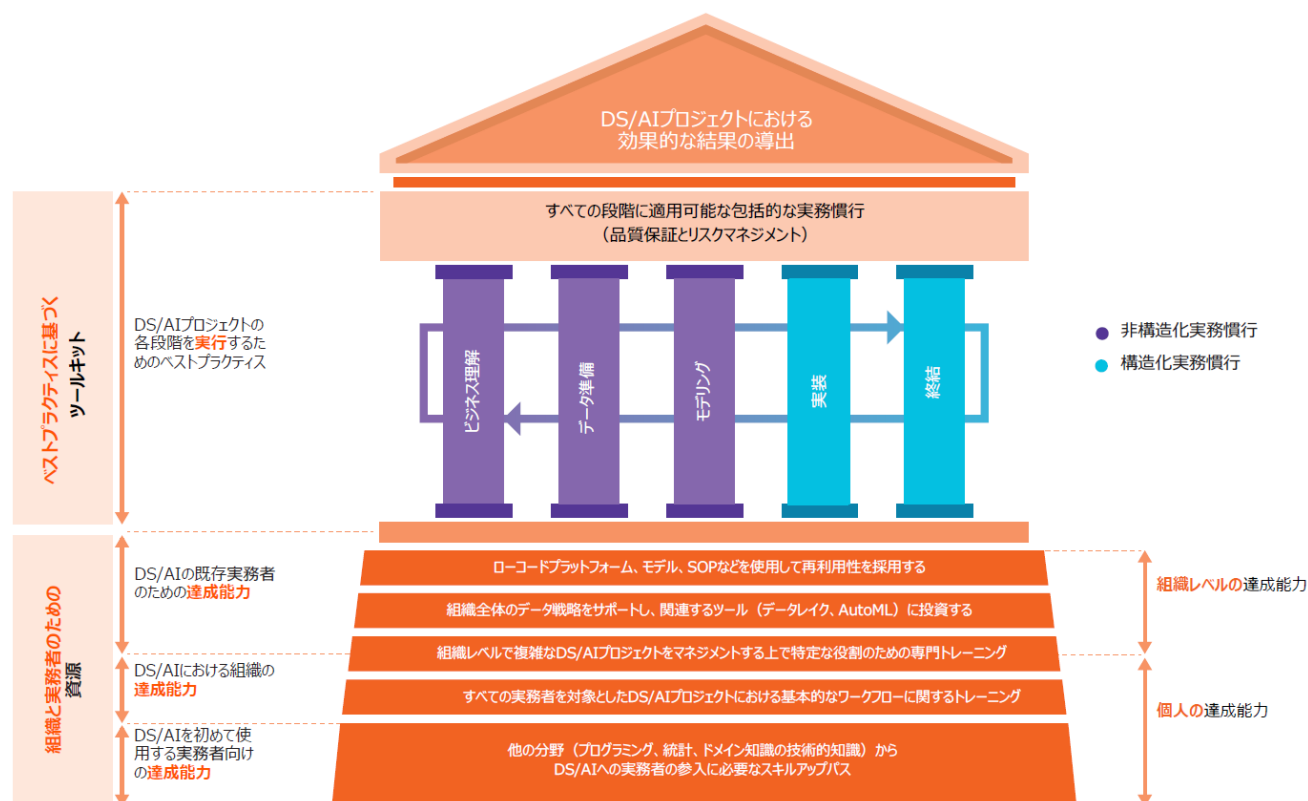 DS/AIプロジェクトにおける
効果的な結果の導出
すべての段階に適用可能な包括的な実務慣行
（品質保証とリスクマネジメント）
ベストプラクティスに基づく
ツールキット
DS/AIプロジェクトの
各段階を実行するた
めのベストプラクティス
ビジネス理解
データ準備
モデリング
実装
終結
非構造化実務慣行
構造化実務慣行
組織と実務者のための
資源
DS/AIの既存実務者
のための達成能力
DS/AIにおける組織の
達成能力
DS/AIを初めて使
用する実務者向け
の達成能力
ローコードプラットフォーム、モデル、SOPなどを使用して再利用性を採用する
組織全体のデータ戦略をサポートし、関連するツール（データレイク、AutoML）に投資する
組織レベルで複雑なDS/AIプロジェクトをマネジメントする上で特定な役割のための専門トレーニング
すべての実務者を対象としたDS/AIプロジェクトにおける基本的なワークフローに関するトレーニング
他の分野（プログラミング、統計、ドメイン知識の技術的知識）から
DS/AIへの実務者の参入に必要なスキルアップパス
組織レベルの達成能力
個人の達成能力